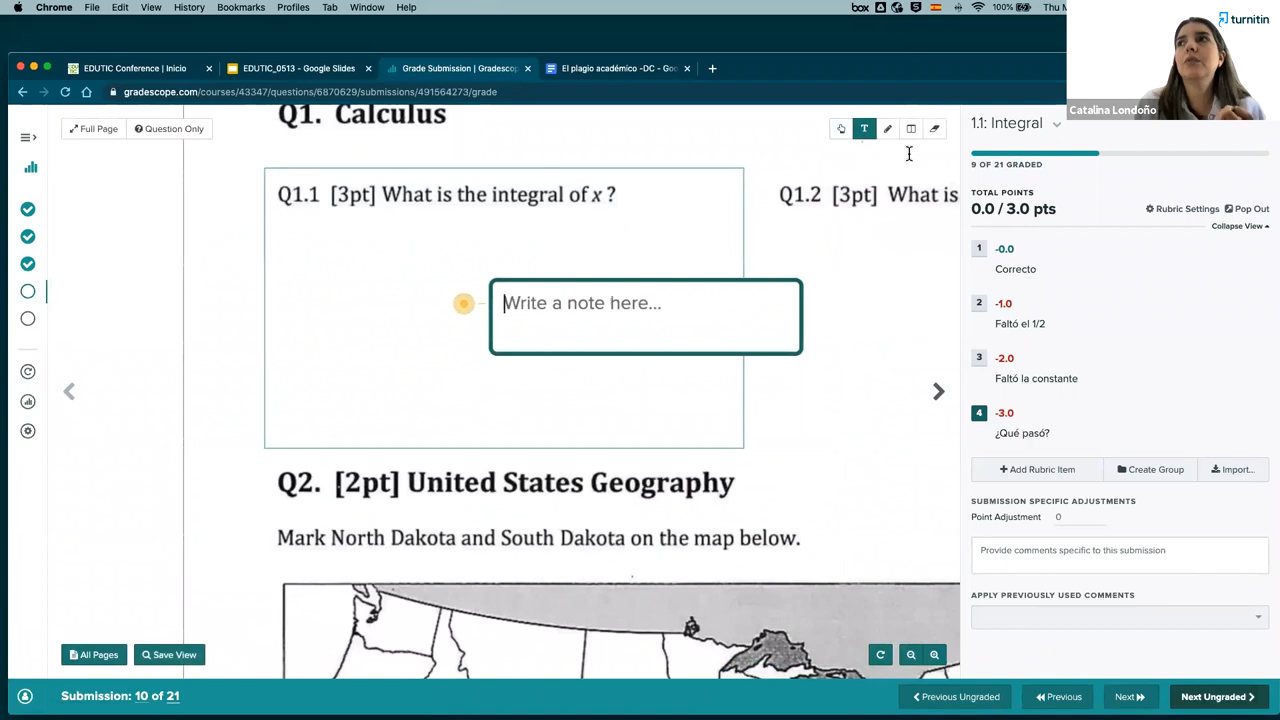 Chrome File Edit View History Bookmarks Profiles Tab Window Help
box 100% Thu M
turnitin
EDUTIC Conference | Inicio
EDUTIC_0513 - Google Slides
Grade Submission | Gradescope
El plagio académico -DC - Goog
gradescope.com/courses/43347/questions/6870629/submissions/491564273/grade
Catalina Londoño
Q1. Calculus
Full Page
Question Only
T
1.1: Integral
9 OF 21 GRADED
Q1.1 [3pt] What is the integral of x ?
Q1.2 [3pt] What is
TOTAL POINTS
0.0 / 3.0 pts
Rubric Settings
Pop Out
Collapse View
1 -0.0
Correcto
Write a note here...
2 -1.0
Faltó el 1/2
3 -2.0
Faltó la constante
4 -3.0
¿Qué pasó?
Add Rubric Item
Create Group
Import...
Q2. [2pt] United States Geography
SUBMISSION SPECIFIC ADJUSTMENTS
Point Adjustment 0
Mark North Dakota and South Dakota on the map below.
Provide comments specific to this submission
APPLY PREVIOUSLY USED COMMENTS
All Pages
Save View
Submission: 10 of 21
Previous Ungraded
Previous
Next
Next Ungraded